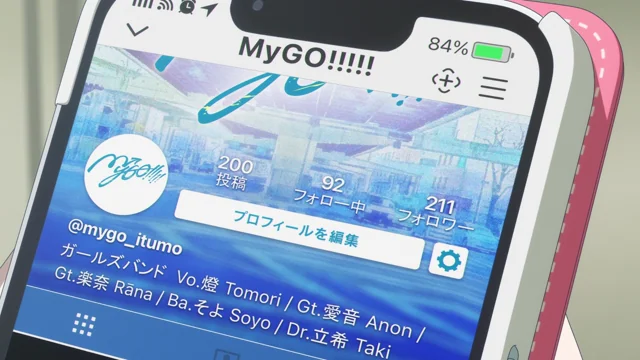 84%
MyGO!!!!!
MyGO!!!!!
200
投稿
92
フォロー中
211
フォロワー
プロフィールを編集
@mygo_itumo
ガールズバンド Vo.燈 Tomori / Gt.愛音 Anon /
Gt.楽奈 Rāna / Ba.そよ Soyo / Dr.立希 Taki